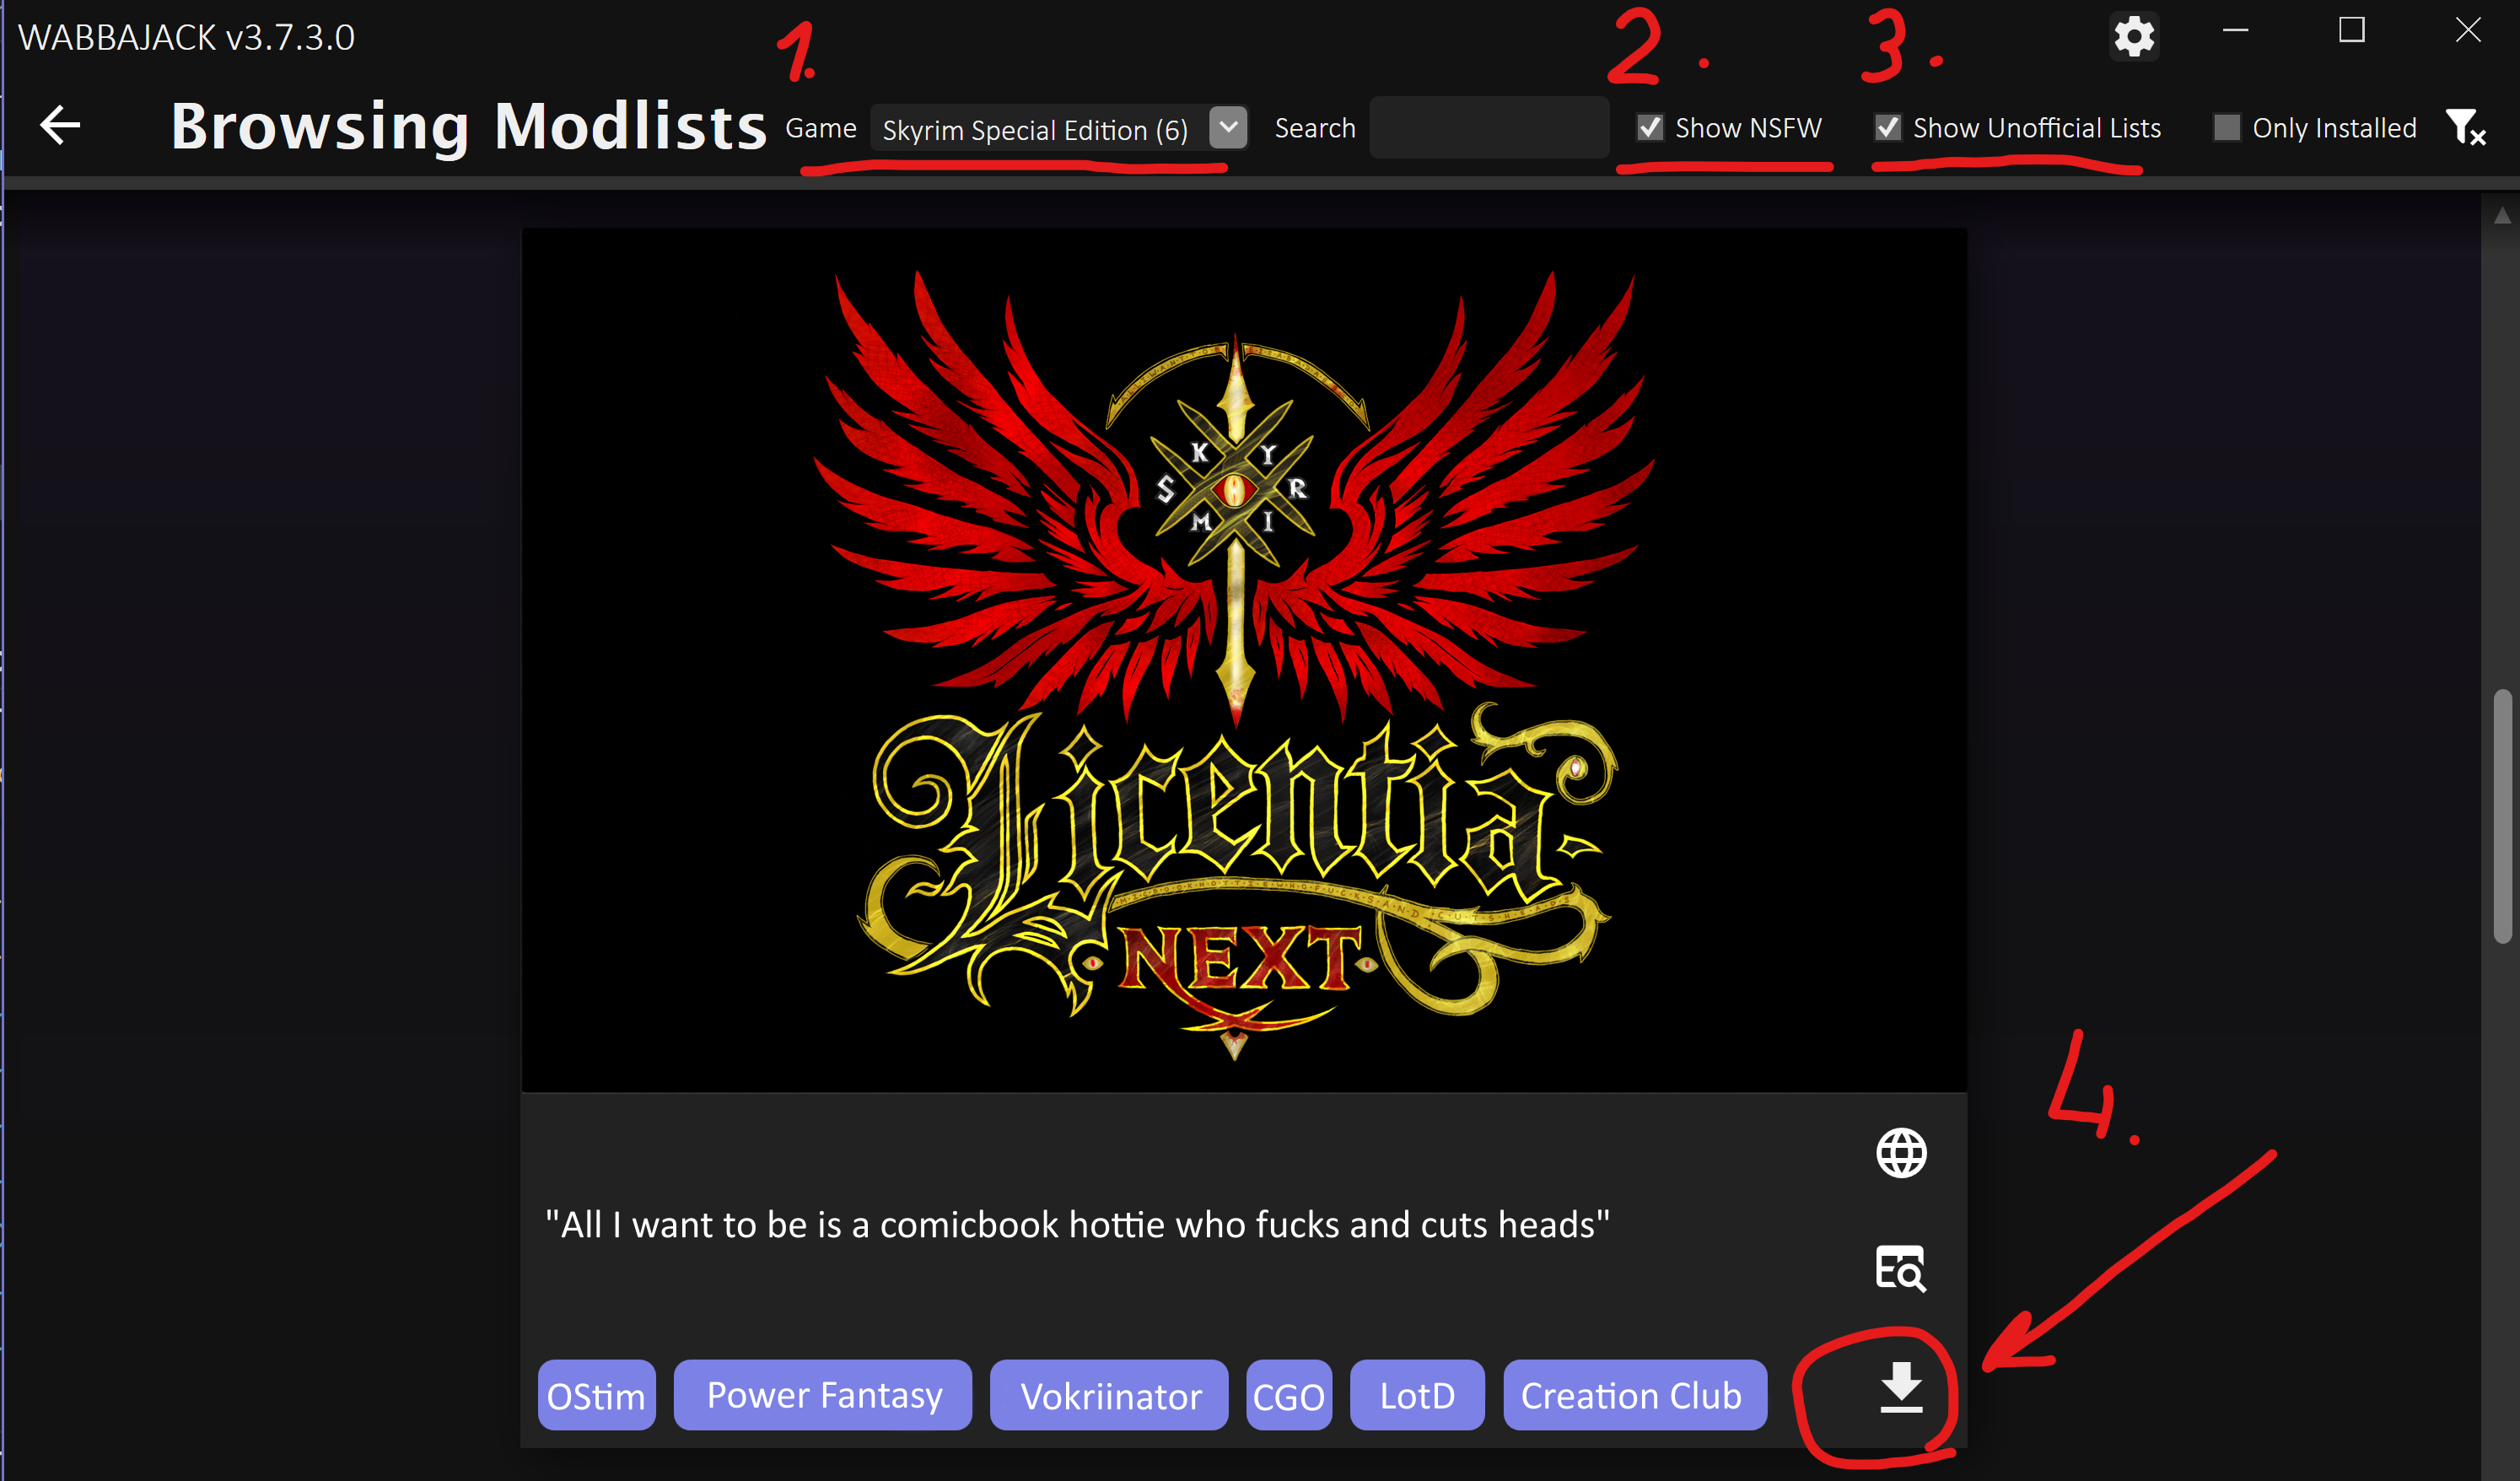 WABBAJACK v3.7.3.0
1.
2.
3.
Browsing Modlists
Game
Skyrim Special Edition (6)
Search
Show NSFW
Show Unofficial Lists
Only Installed
K Y
S R
M I
Licentia
NEXT
4.
"All I want to be is a comicbook hottie who fucks and cuts heads"
OStim
Power Fantasy
Vokriinator
CGO
LotD
Creation Club